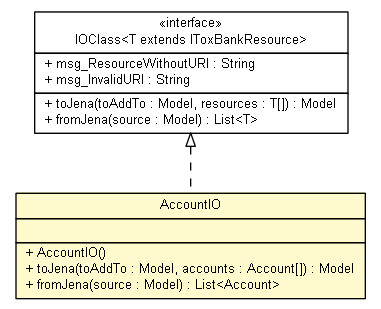 «interface»
IOClass<T extends IToxBankResource>
+ msg_ResourceWithoutURI : String
+ msg_InvalidURI : String
+ toJena(toAddTo : Model, resources : T[]) : Model
+ fromJena(source : Model) : List<T>
AccountIO
+ AccountIO()
+ toJena(toAddTo : Model, accounts : Account[]) : Model
+ fromJena(source : Model) : List<Account>